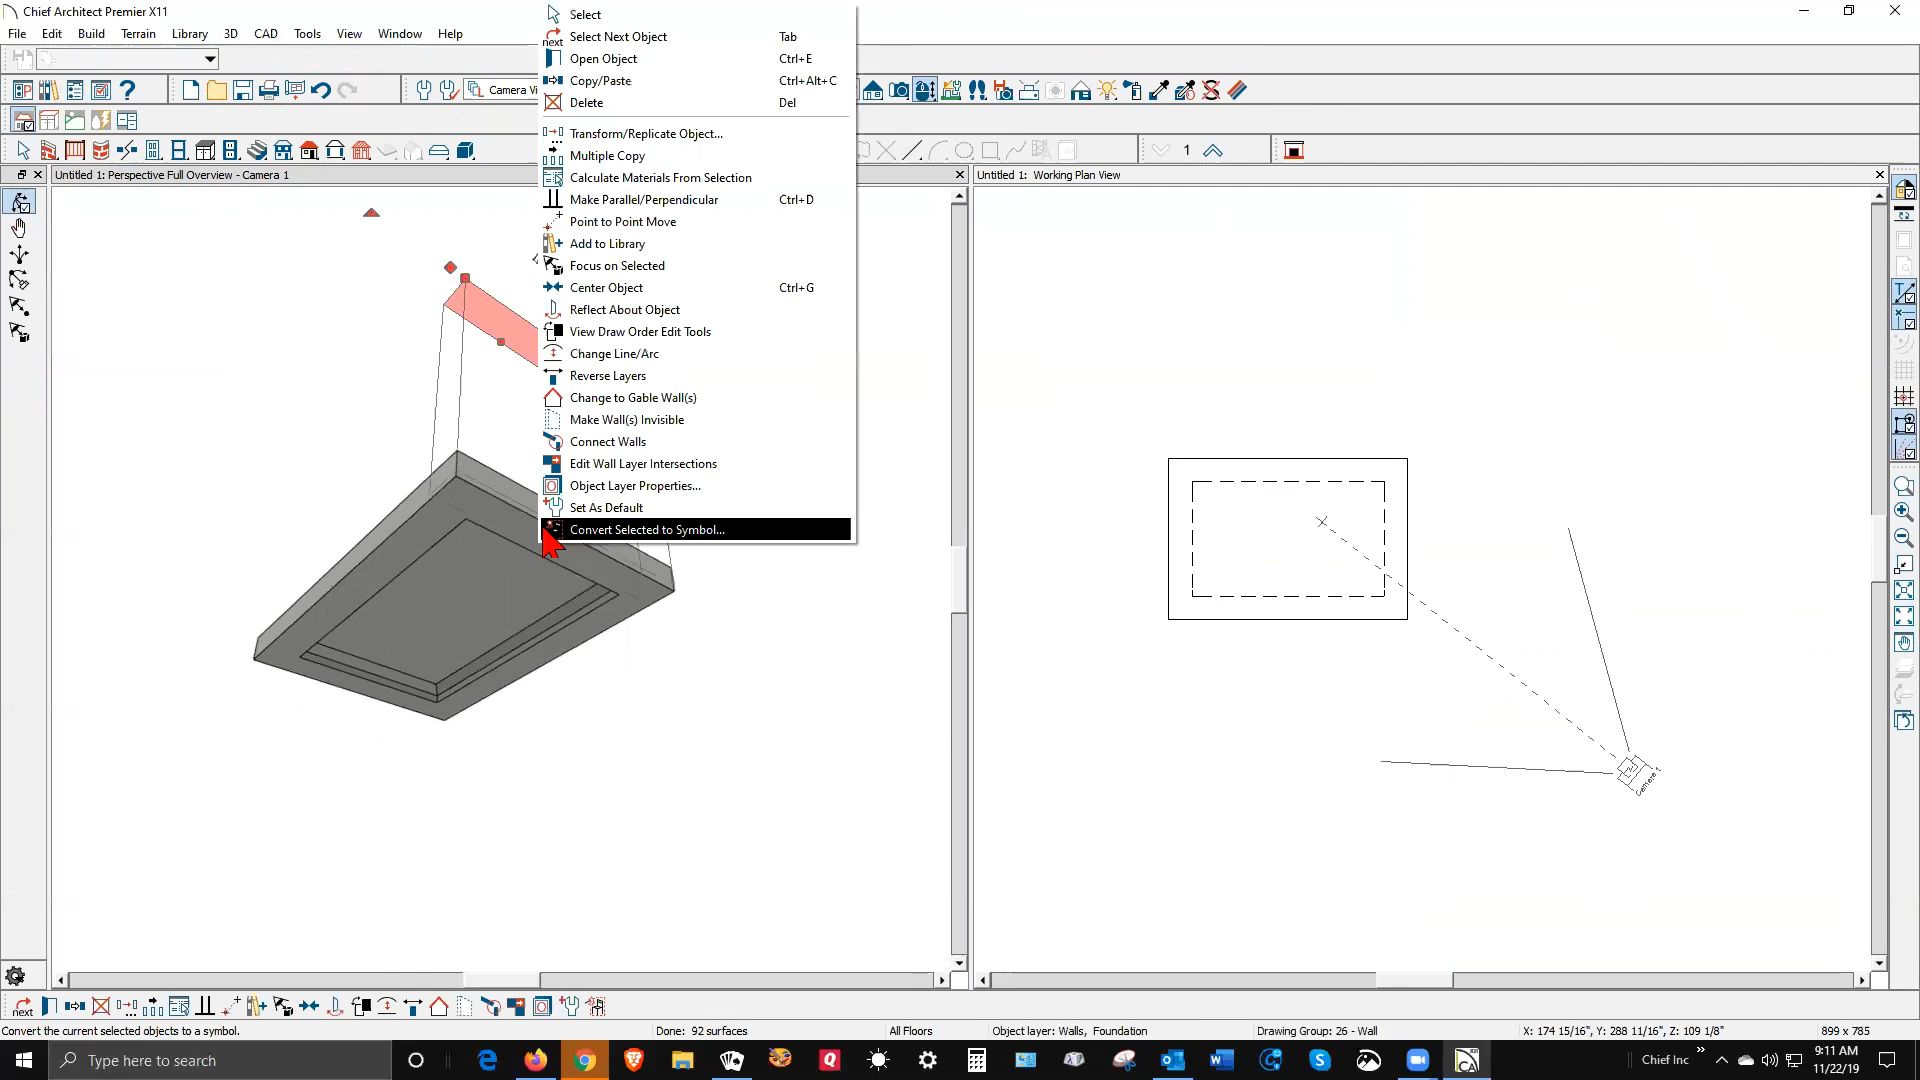 Chief Architect Premier X11
File Edit Build Terrain Library 3D CAD Tools View Window Help
Camera Vi
1
Untitled 1: Perspective Full Overview - Camera 1
Untitled 1: Working Plan View
Select
Select Next Object Tab
Open Object Ctrl+E
Copy/Paste Ctrl+Alt+C
Delete Del
Transform/Replicate Object...
Multiple Copy
Calculate Materials From Selection
Make Parallel/Perpendicular Ctrl+D
Point to Point Move
Add to Library
Focus on Selected
Center Object Ctrl+G
Reflect About Object
View Draw Order Edit Tools
Change Line/Arc
Reverse Layers
Change to Gable Wall(s)
Make Wall(s) Invisible
Connect Walls
Edit Wall Layer Intersections
Object Layer Properties...
Set As Default
Convert Selected to Symbol...
Camera 1
next
Convert the current selected objects to a symbol.
Done: 92 surfaces
All Floors
Object layer: Walls, Foundation
Drawing Group: 26 - Wall
X: 174 15/16", Y: 288 11/16", Z: 109 1/8"
899 x 785
Type here to search
Chief Inc
9:11 AM
11/22/19